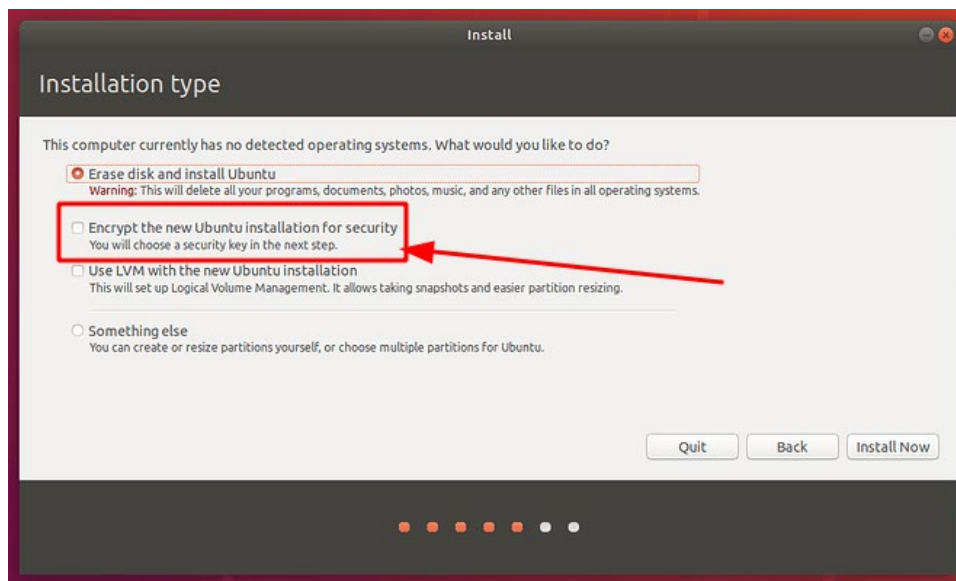 Install
Installation type
This computer currently has no detected operating systems. What would you like to do?
Erase disk and install Ubuntu
Warning: This will delete all your programs, documents, photos, music, and any other files in all operating systems.
Encrypt the new Ubuntu installation for security
You will choose a security key in the next step.
Use LVM with the new Ubuntu installation
This will set up Logical Volume Management. It allows taking snapshots and easier partition resizing.
Something else
You can create or resize partitions yourself, or choose multiple partitions for Ubuntu.
Quit Back Install Now